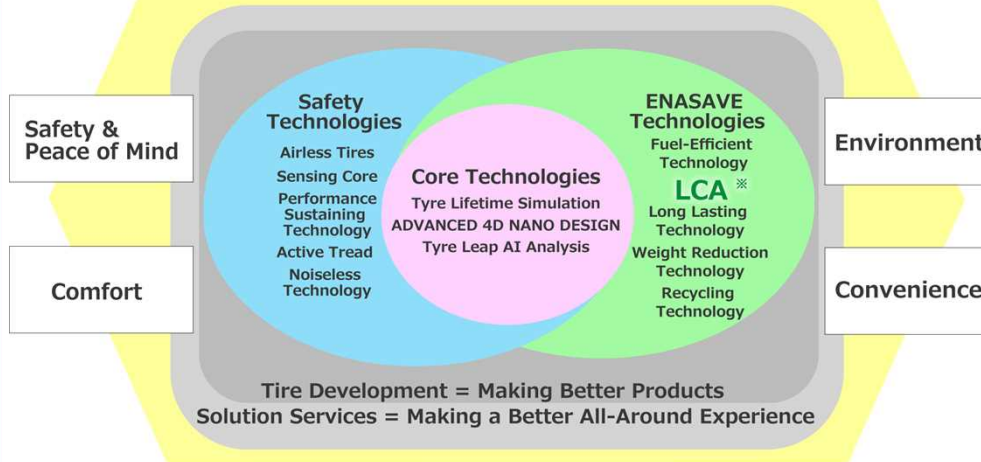 Safety &
Peace of Mind
Comfort
Safety
Technologies
Airless Tires
Sensing Core
Performance
Sustaining
Technology
Active Tread
Noiseless
Technology
Core Technologies
Tyre Lifetime Simulation
ADVANCED 4D NANO DESIGN
Tyre Leap AI Analysis
ENASAVE
Technologies
Fuel-Efficient
Technology
LCA ※
Long Lasting
Technology
Weight Reduction
Technology
Recycling
Technology
Environment
Convenience
Tire Development = Making Better Products
Solution Services = Making a Better All-Around Experience